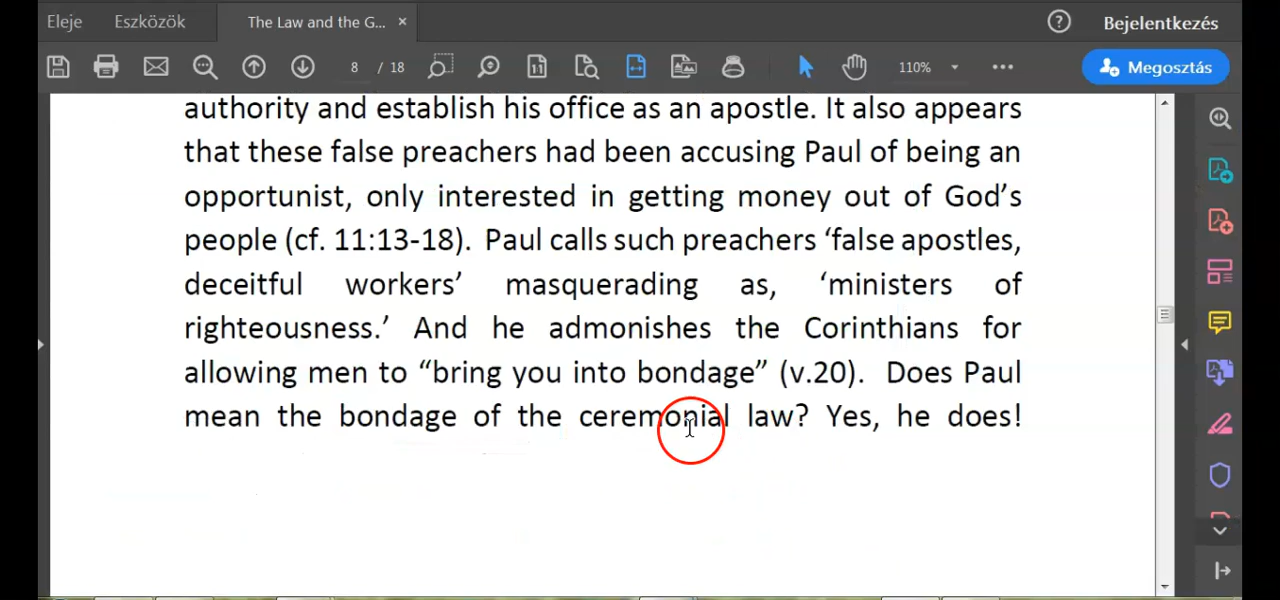 Eleje
Eszközök
The Law and the G...
Bejelentkezés
8 / 18
110%
Megosztás
authority and establish his office as an apostle. It also appears
that these false preachers had been accusing Paul of being an
opportunist, only interested in getting money out of God’s
people (cf. 11:13-18). Paul calls such preachers ‘false apostles,
deceitful workers’ masquerading as, ‘ministers of
righteousness.’ And he admonishes the Corinthians for
allowing men to “bring you into bondage” (v.20). Does Paul
mean the bondage of the ceremonial law? Yes, he does!